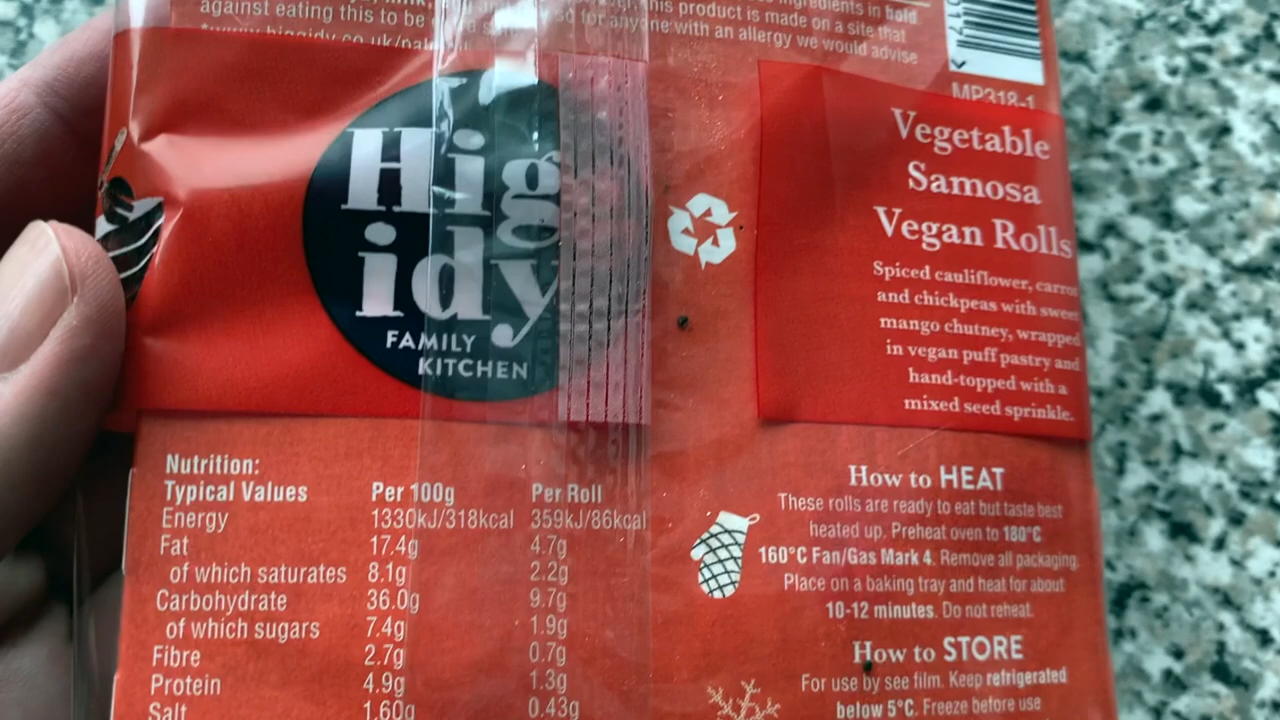 ingredients in bold
against eating this to be his product is made on a site that
so for anyone with an allergy we would advise
MP318-1
Hig
idy
FAMILY
KITCHEN
Vegetable
Samosa
Vegan Rolls
Spiced cauliflower, carrot
and chickpeas with sweet
mango chutney, wrapped
in vegan puff pastry and
hand-topped with a
mixed seed sprinkle.
Nutrition:
Typical Values Per 100g Per Roll
Energy 1330kJ/318kcal 359kJ/86kcal
Fat 17.4g 4.7g
of which saturates 8.1g 2.2g
Carbohydrate 36.0g 9.7g
of which sugars 7.4g 1.9g
Fibre 2.7g 0.7g
Protein 4.9g 1.3g
Salt 1.60g 0.43g
How to HEAT
These rolls are ready to eat but taste best
heated up. Preheat oven to 180°C
160°C Fan/Gas Mark 4. Remove all packaging.
Place on a baking tray and heat for about
10-12 minutes. Do not reheat.
How to STORE
For use by see film. Keep refrigerated
below 5°C. Freeze before use